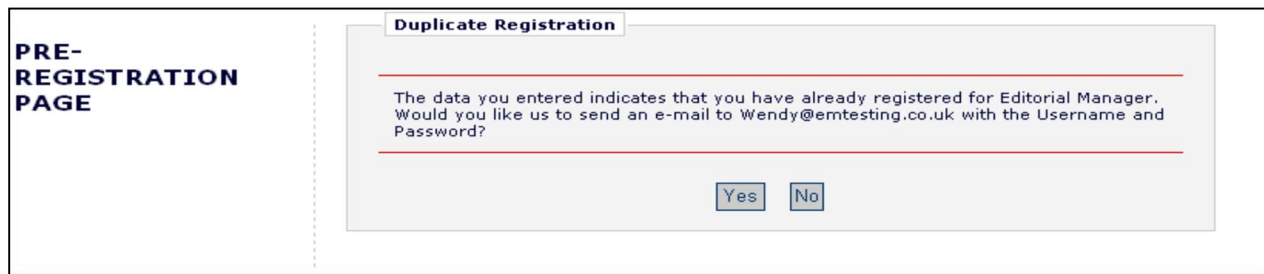 PRE-
REGISTRATION
PAGE
Duplicate Registration
The data you entered indicates that you have already registered for Editorial Manager.
Would you like us to send an e-mail to Wendy@emtesting.co.uk with the Username and
Password?
Yes No